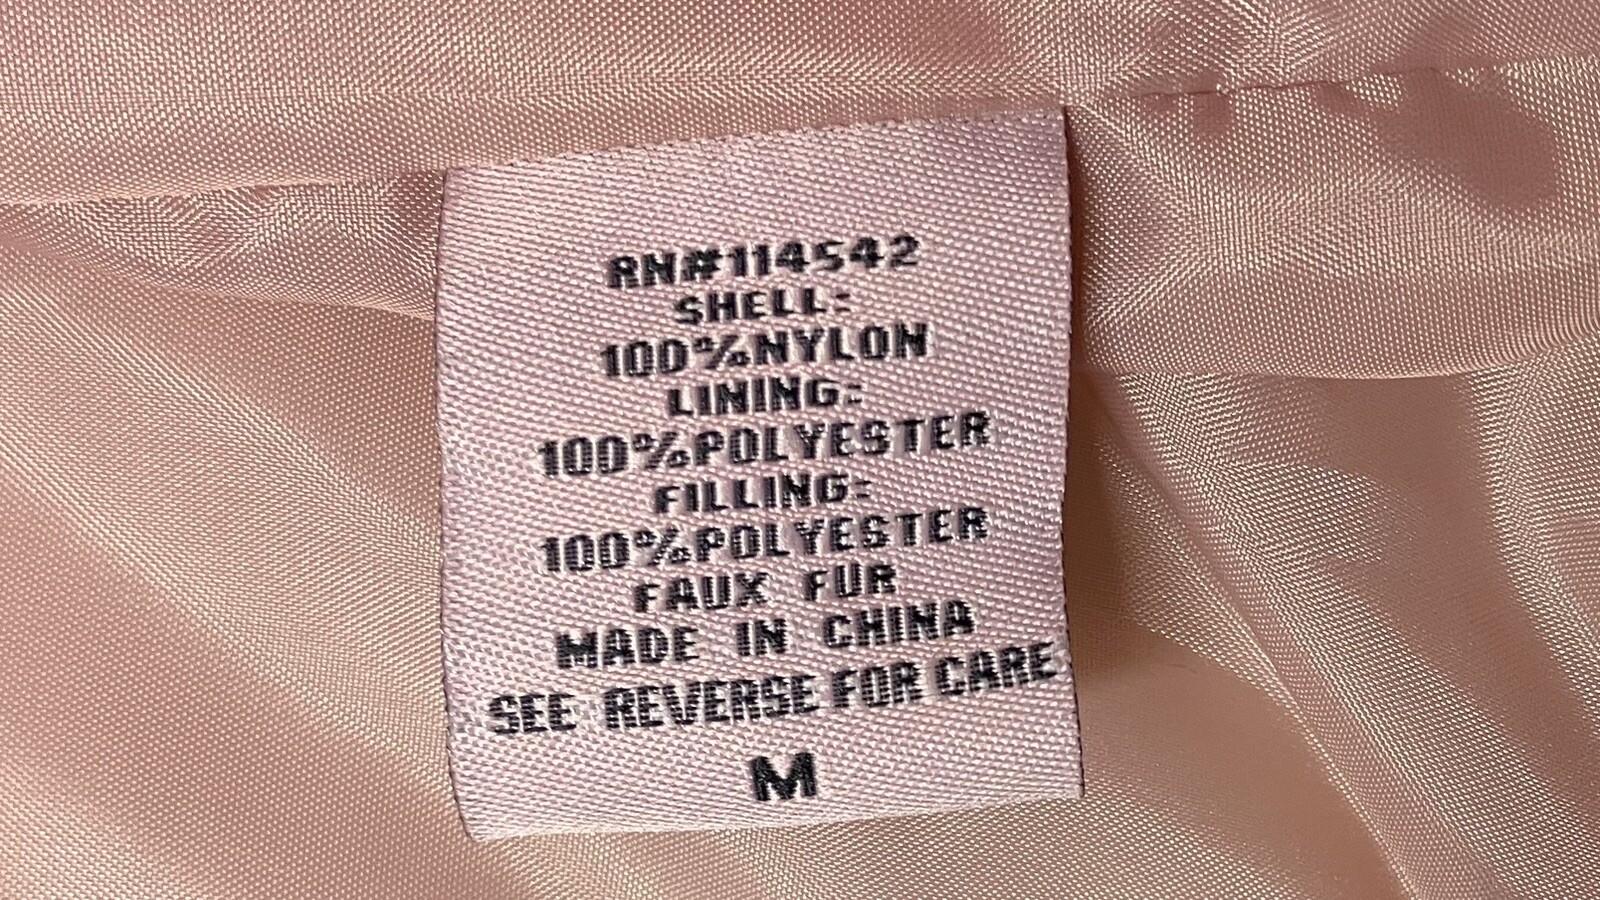 RN#114542
SHELL:
100%NYLON
LINING:
100%POLYESTER
FILLING:
100%POLYESTER
FAUX FUR
MADE IN CHINA
SEE REVERSE FOR CARE
M